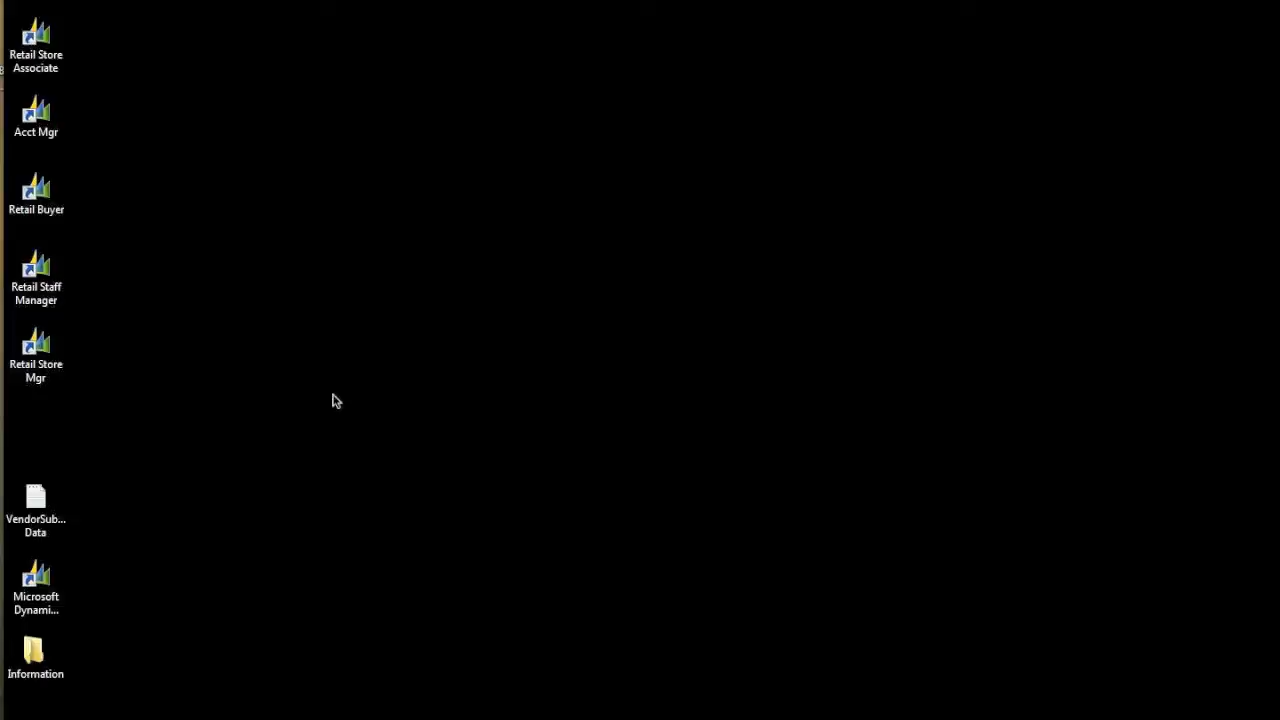 Retail Store
Associate
Acct Mgr
Retail Buyer
Retail Staff
Manager
Retail Store
Mgr
VendorSub...
Data
Microsoft
Dynami...
Information